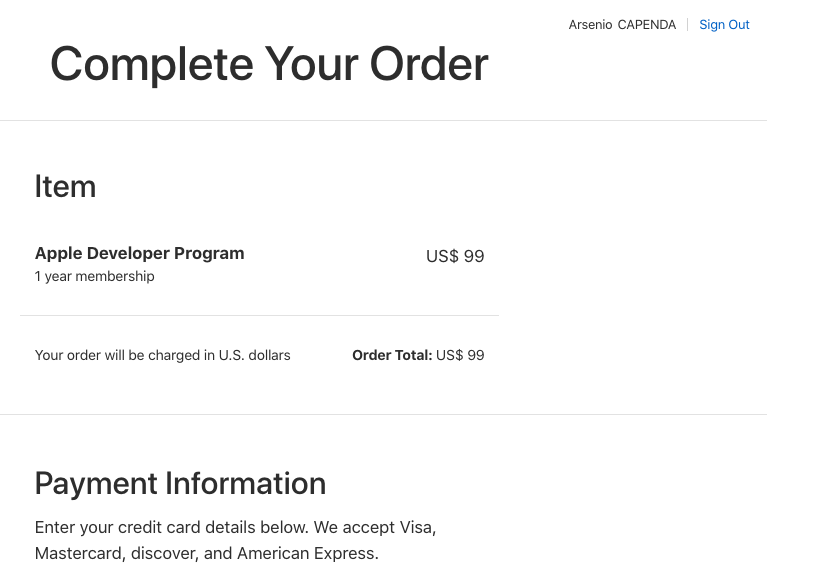 Arsenio CAPENDA Sign Out
Complete Your Order
Item
Apple Developer Program US$ 99
1 year membership
Your order will be charged in U.S. dollars Order Total: US$ 99
Payment Information
Enter your credit card details below. We accept Visa,
Mastercard, discover, and American Express.